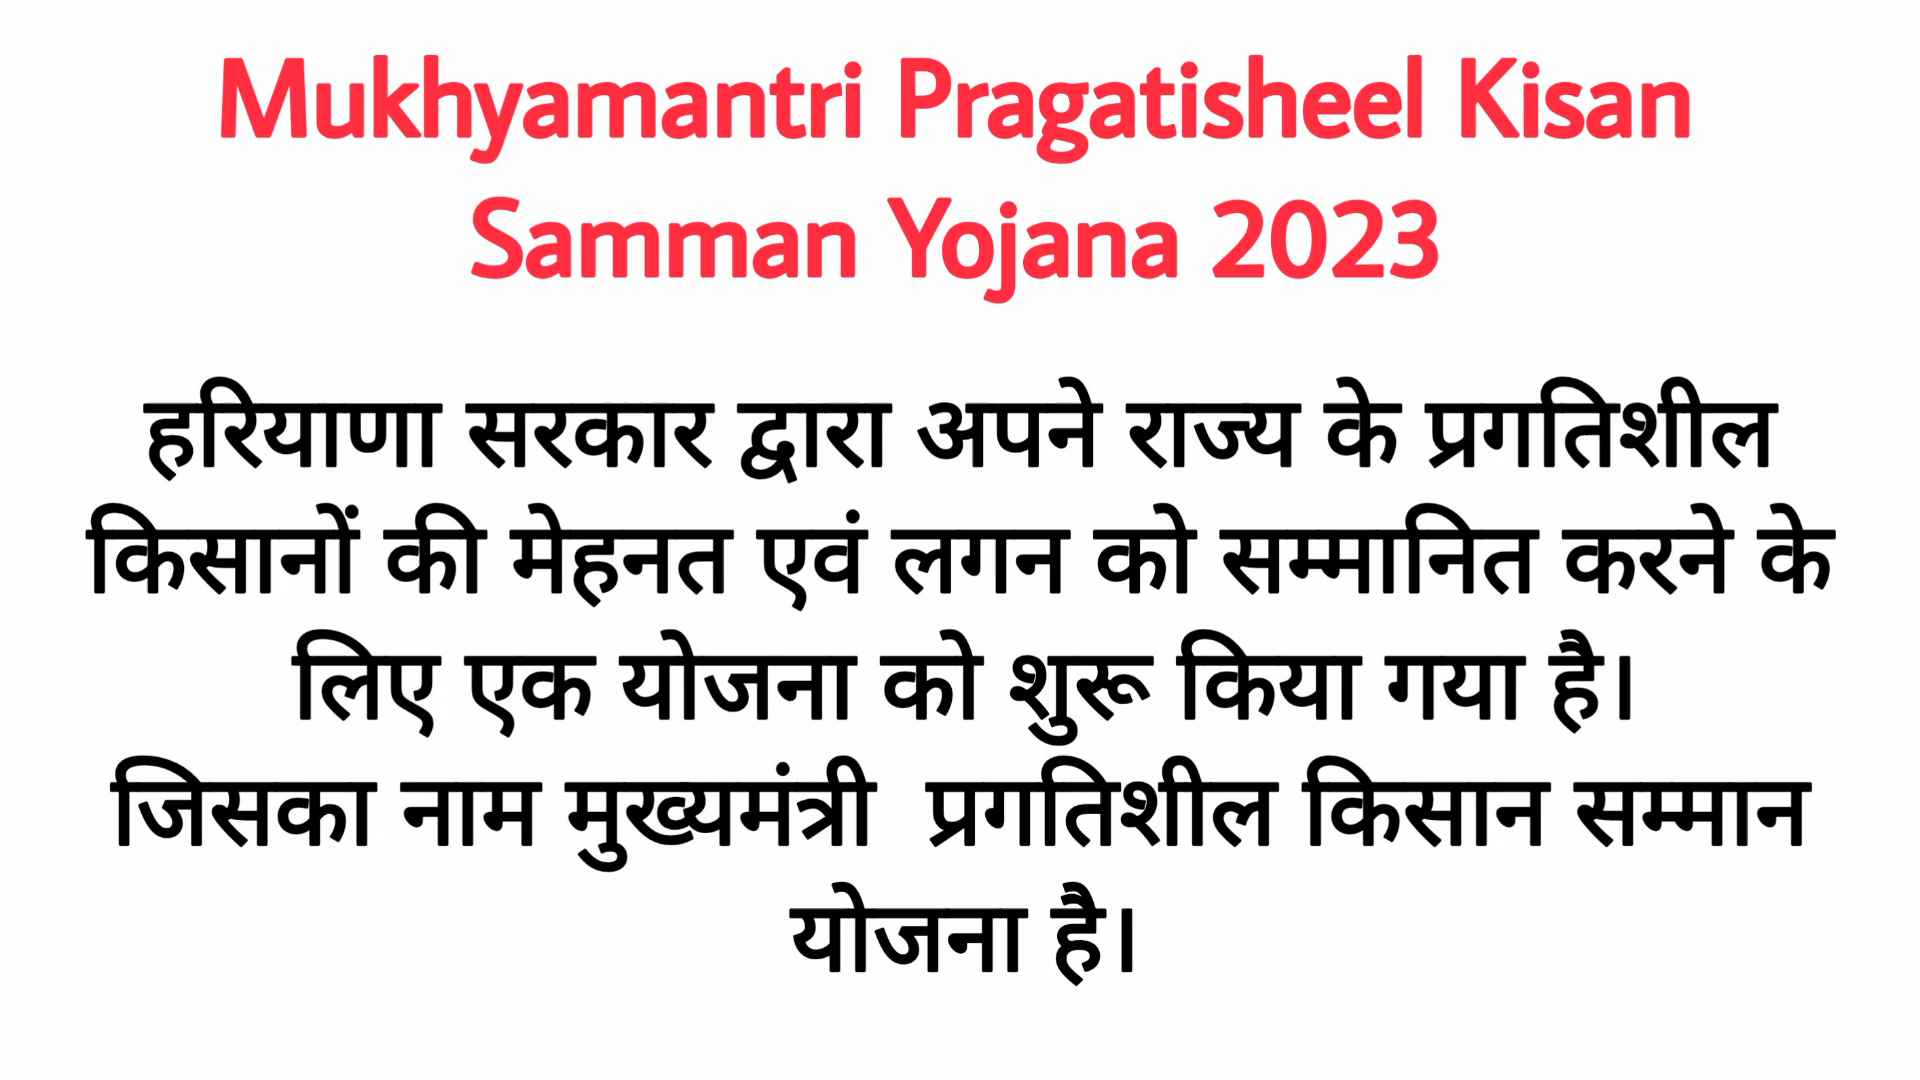 Mukhyamantri Pragatisheel Kisan
Samman Yojana 2023
हरियाणा सरकार द्वारा अपने राज्य के प्रगतिशील
किसानों की मेहनत एवं लगन को सम्मानित करने के
लिए एक योजना को शुरू किया गया है।
जिसका नाम मुख्यमंत्री प्रगतिशील किसान सम्मान
योजना है।